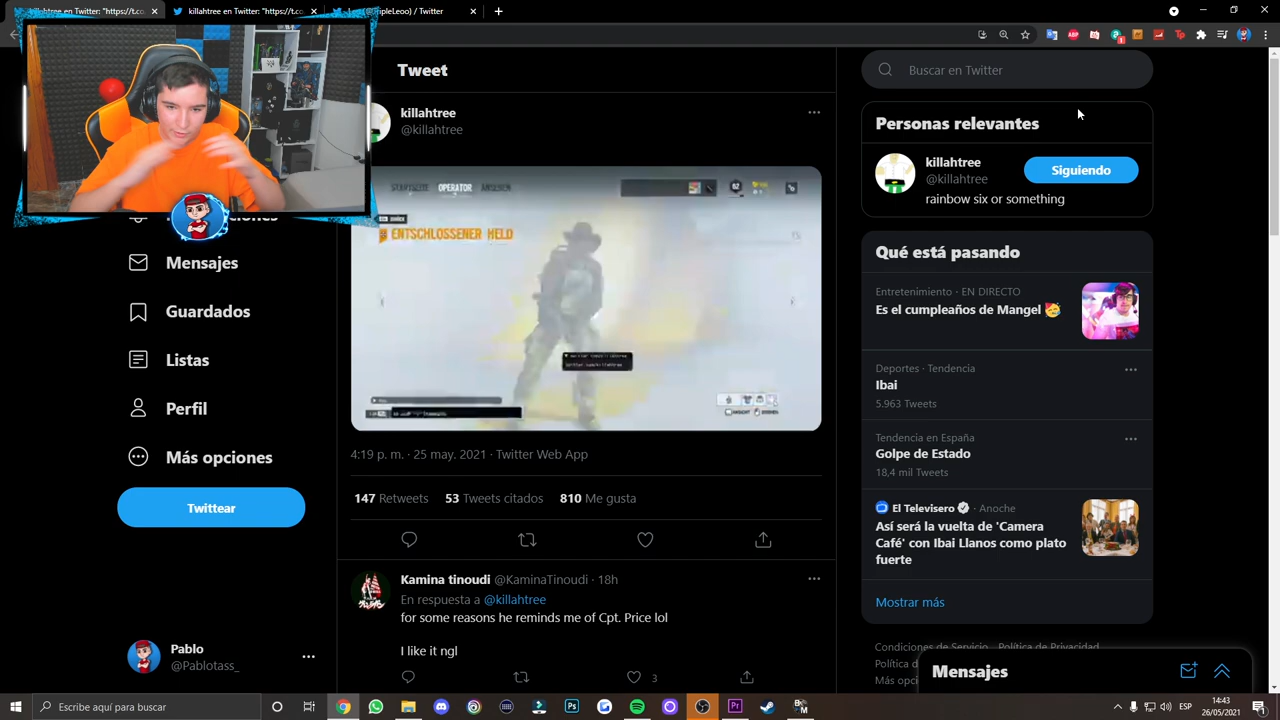 killahtree en Twitter: "https://t.co
killahtree en Twitter: "https://t.co
/ Twitter
Tweet
killahtree
@killahtree
STARTSEITE OPERATOR
ENTSCHLOSSENER HELD
4:19 p. m. · 25 may. 2021 · Twitter Web App
147 Retweets 53 Tweets citados 810 Me gusta
Kamina tinoudi @KaminaTinoudi · 18h
En respuesta a @killahtree
for some reasons he reminds me of Cpt. Price lol
I like it ngl
3
Mensajes
Guardados
Listas
Perfil
Más opciones
Twittear
Pablo
@Pablotass_
Buscar en Twitter
Personas relevantes
killahtree
@killahtree
Siguiendo
rainbow six or something
Qué está pasando
Entretenimiento · EN DIRECTO
Es el cumpleaños de Mangel
Deportes · Tendencia
Ibai
5.963 Tweets
Tendencia en España
Golpe de Estado
18,4 mil Tweets
El Televisero · Anoche
Así será la vuelta de 'Camera
Café' con Ibai Llanos como plato
fuerte
Mostrar más
Condiciones de Servicio Política de Privacidad
Mensajes
Escribe aquí para buscar
ESP
14:43
26/05/2021